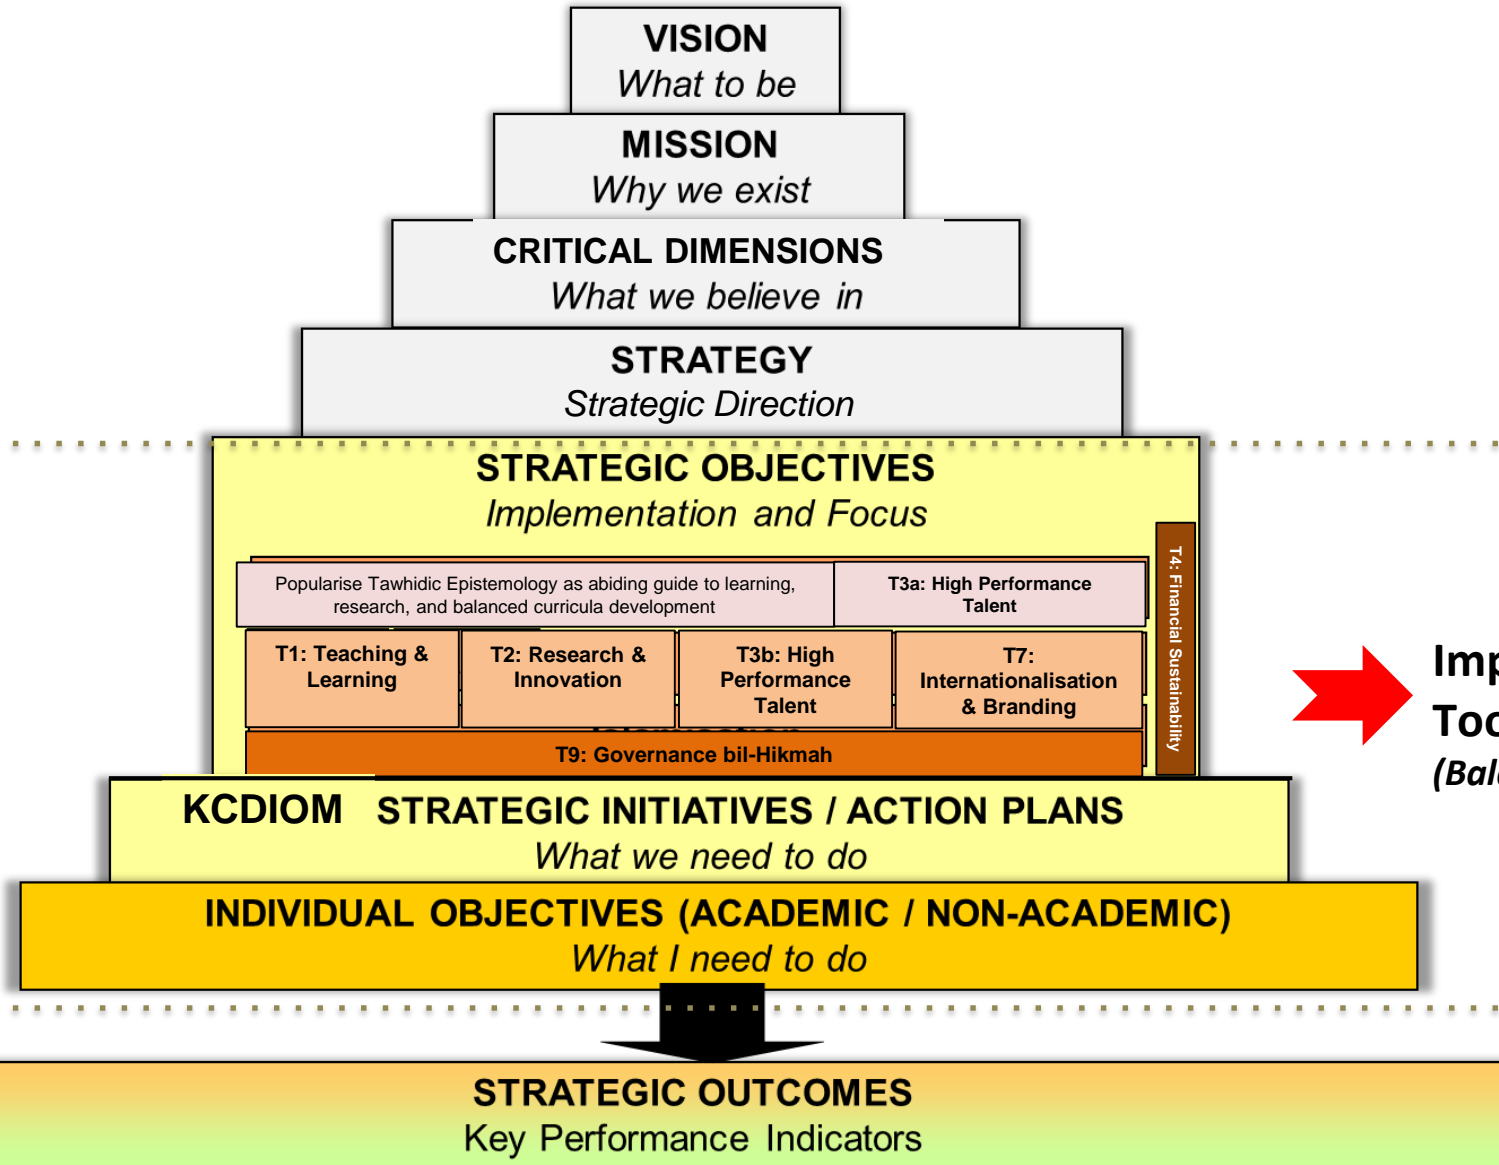 VISION
What to be
MISSION
Why we exist
CRITICAL DIMENSIONS
What we believe in
STRATEGY
Strategic Direction
STRATEGIC OBJECTIVES
Implementation and Focus
Popularise Tawhidic Epistemology as abiding guide to learning,
research, and balanced curricula development
T3a: High Performance
Talent
T4: Financial Sustainability
T1: Teaching &
Learning
T2: Research &
Innovation
T3b: High
Performance
Talent
T7:
Internationalisation
& Branding
T9: Governance bil-Hikmah
KCDIOM STRATEGIC INITIATIVES / ACTION PLANS
What we need to do
INDIVIDUAL OBJECTIVES (ACADEMIC / NON-ACADEMIC)
What I need to do
STRATEGIC OUTCOMES
Key Performance Indicators